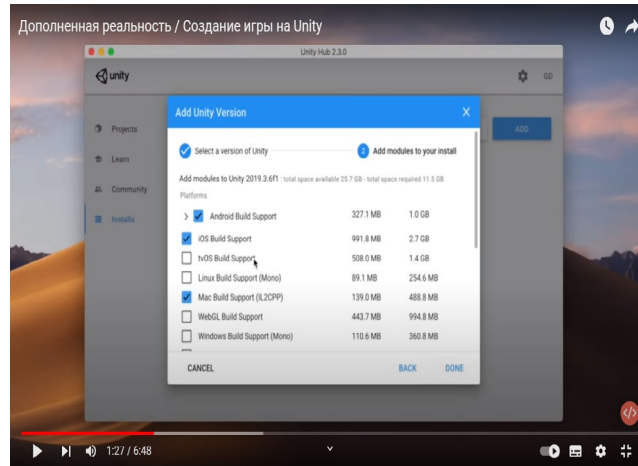 Дополненная реальность / Создание игры на Unity
Unity Hub 2.3.0
unity
GD
Add Unity Version X
Projects
Learn
Community
Installs
ADD
Select a version of Unity
2 Add modules to your install
Add modules to Unity 2019.3.6f1 : total space available 25.7 GB - total space required 11.5 GB
Platforms
Android Build Support 327.1 MB 1.0 GB
iOS Build Support 991.8 MB 2.7 GB
tvOS Build Support 508.0 MB 1.4 GB
Linux Build Support (Mono) 89.1 MB 254.6 MB
Mac Build Support (IL2CPP) 139.0 MB 488.8 MB
WebGL Build Support 443.7 MB 994.8 MB
Windows Build Support (Mono) 110.6 MB 360.8 MB
CANCEL BACK DONE
1:27 / 6:48